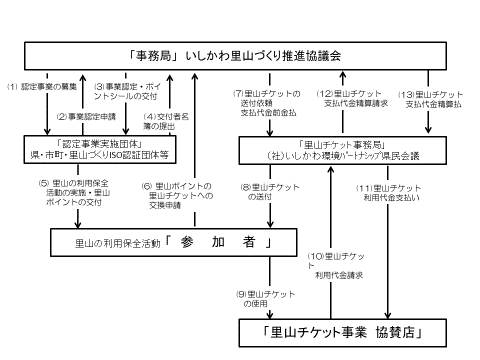 「事務局」 いしかわ里山づくり推進協議会
(1) 認定事業の募集
(2) 事業認定申請
(3) 事業認定・ポイ
ントシールの交付
(4) 交付者名
簿の提出
(7) 里山チケットの
送付依頼
支払代金前金払
(12) 里山チケット
支払代金精算請求
(13) 里山チケット
支払代金精算払
「認定事業実施団体」
県・市町・里山づくりISO認証団体等
「里山チケット事務局」
(社)いしかわ環境パートナシップ県民会議
(5) 里山の利用保全
活動の実施・里山
ポイントの交付
(6) 里山ポイントの
里山チケットへの
交換申請
(8) 里山チケット
の送付
(11) 里山チケット
利用代金支払い
里山の利用保全活動「 参 加 者 」
(10) 里山チケッ
ト
利用代金請求
(9) 里山チケット
の使用
「里山チケット事業 協賛店」